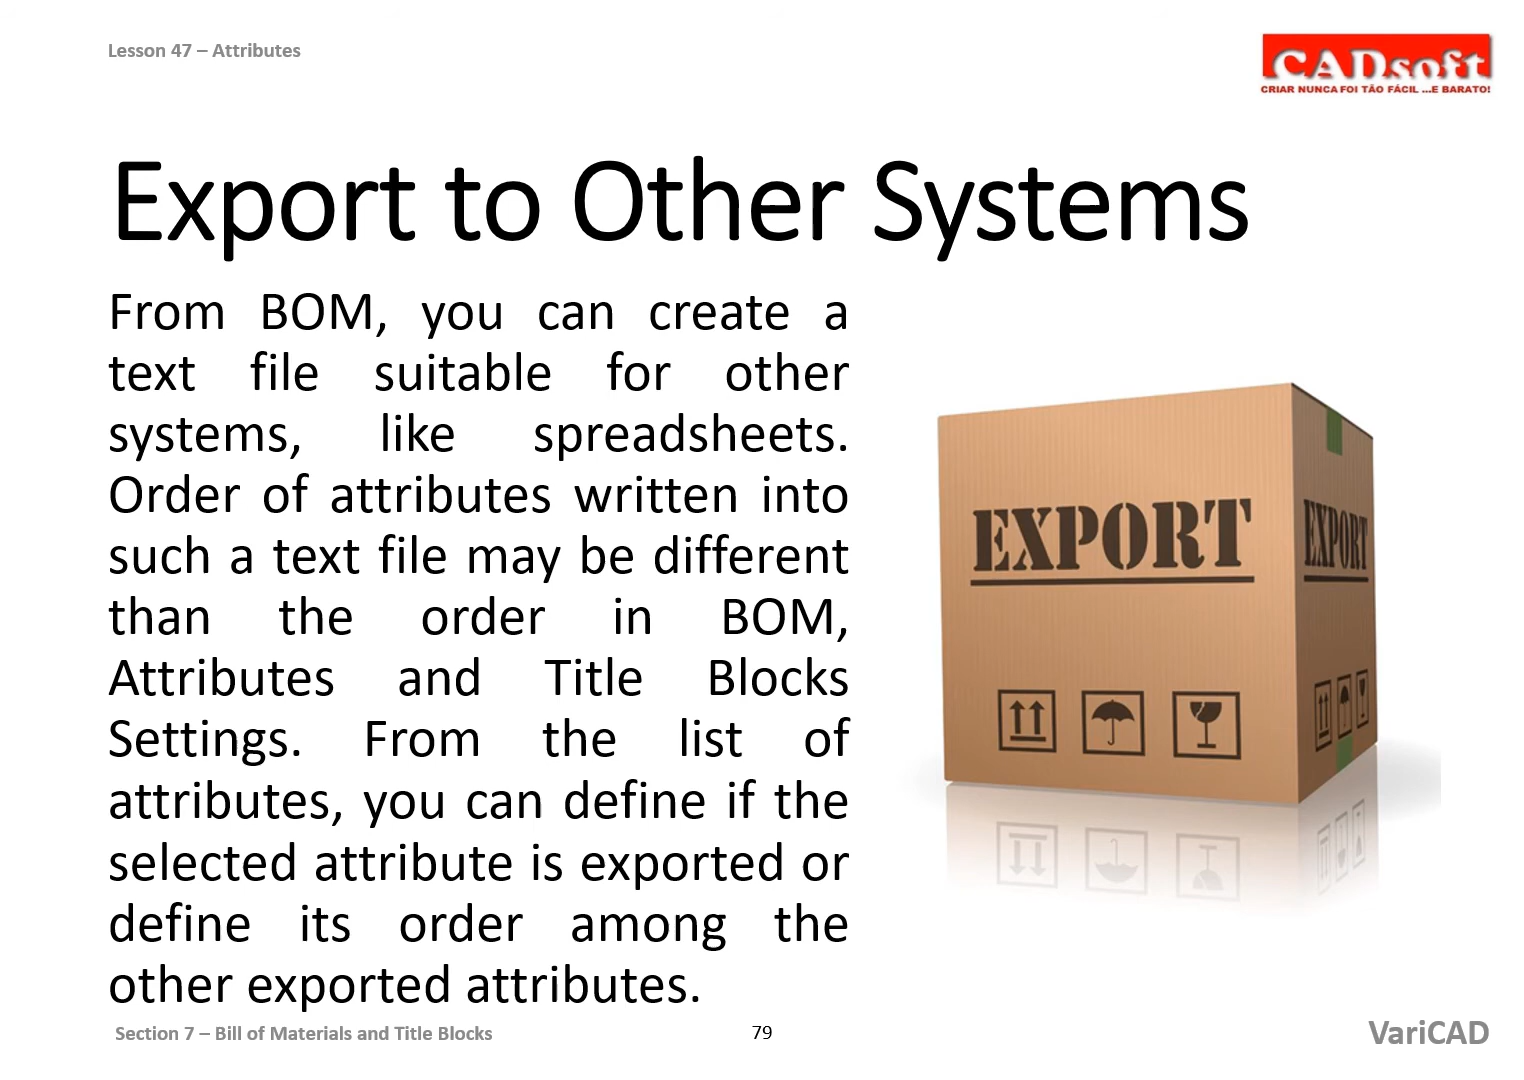 Lesson 47 – Attributes
CADsoft
CRIAR NUNCA FOI TÃO FÁCIL ...E BARATO!
Export to Other Systems
From BOM, you can create a
text file suitable for other
systems, like spreadsheets.
Order of attributes written into
such a text file may be different
than the order in BOM,
Attributes and Title Blocks
Settings. From the list of
attributes, you can define if the
selected attribute is exported or
define its order among the
other exported attributes.
EXPORT
EXPORT
Section 7 – Bill of Materials and Title Blocks
79
VariCAD